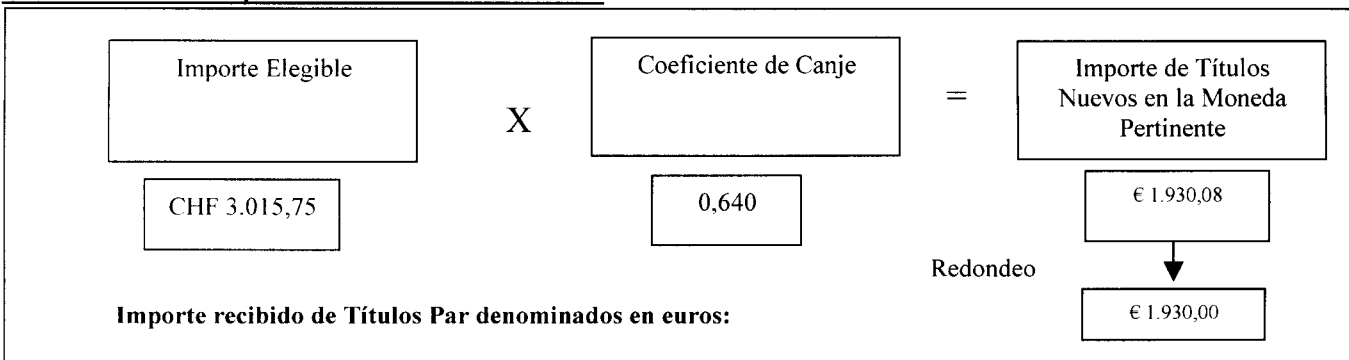 Importe Elegible
X
Coeficiente de Canje
=
Importe de Títulos
Nuevos en la Moneda
Pertinente
CHF 3.015,75
0,640
€ 1.930,08
Redondeo
Importe recibido de Títulos Par denominados en euros:
€ 1.930,00